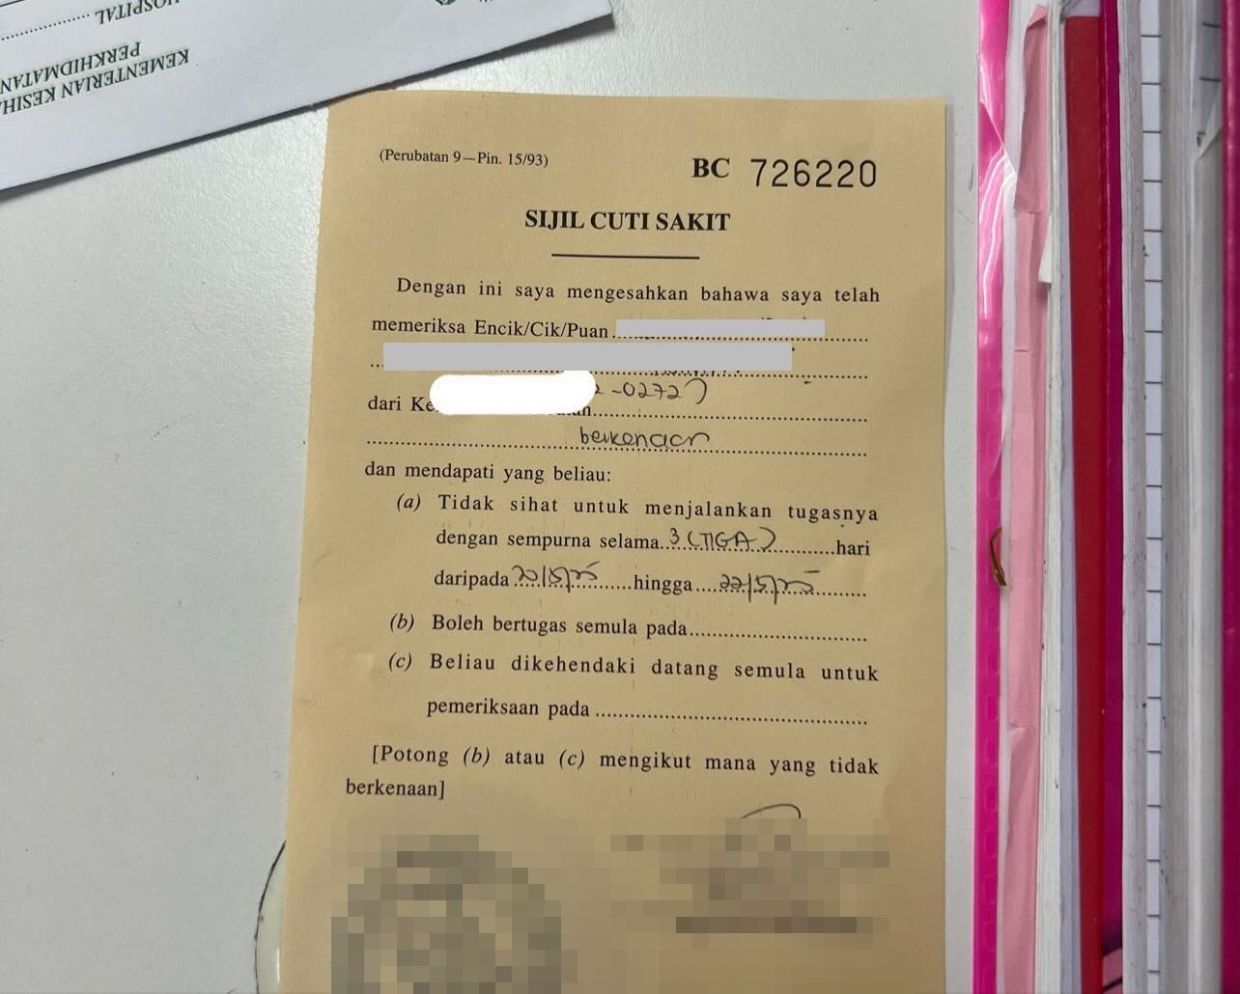 HOSPITAL
PERKHIDMATAN
KEMENTERIAN
(Perubatan 9—Pin. 15/93)
BC 726220
SIJIL CUTI SAKIT
Dengan ini saya mengesahkan bahawa saya telah
memeriksa Encik/Cik/Puan
-0272)
dari
berkenaan
dan mendapati yang beliau:
(a) Tidak sihat untuk menjalankan tugasnya
dengan sempurna selama 3 (TIGA) hari
daripada hingga 22/5/25
(b) Boleh bertugas semula pada
(c) Beliau dikehendaki datang semula untuk
pemeriksaan pada
[Potong (b) atau (c) mengikut mana yang tidak
berkenaan]